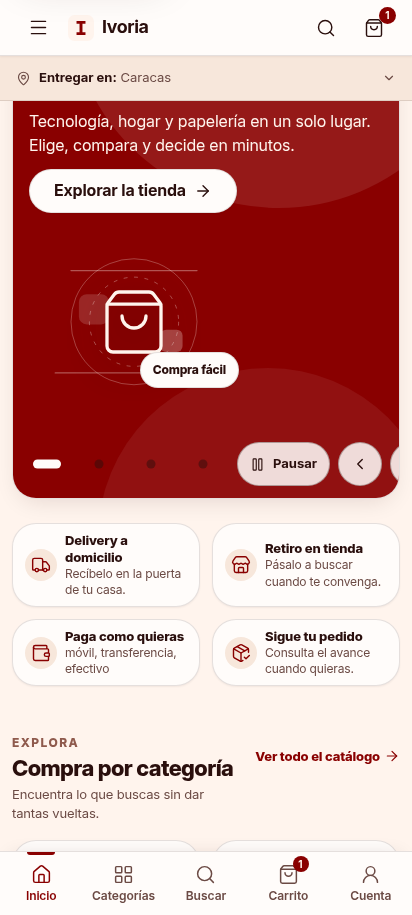 I Ivoria
1
Entregar en: Caracas
Tecnología, hogar y papelería en un solo lugar.
Elige, compara y decide en minutos.
Explorar la tienda
Compra fácil
Pausar
Delivery a
domicilio
Recíbelo en la puerta
de tu casa.
Retiro en tienda
Pásalo a buscar
cuando te convenga.
Paga como quieras
móvil, transferencia,
efectivo
Sigue tu pedido
Consulta el avance
cuando quieras.
EXPLORA
Compra por categoría
Ver todo el catálogo
Encuentra lo que buscas sin dar
tantas vueltas.
1
Inicio
Categorías
Buscar
Carrito
Cuenta